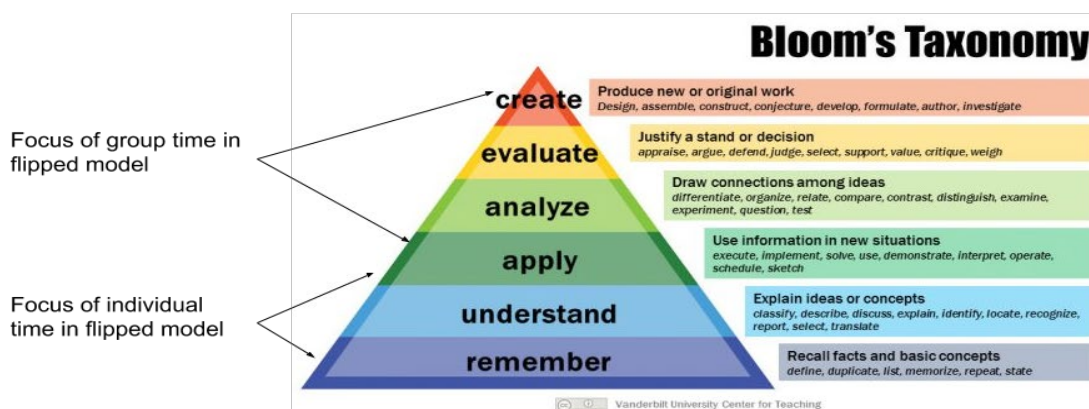 Bloom's Taxonomy
Focus of group time in
flipped model
Focus of individual
time in flipped model
create
Produce new or original work
Design, assemble, construct, conjecture, develop, formulate, author, investigate
evaluate
Justify a stand or decision
appraise, argue, defend, judge, select, support, value, critique, weigh
analyze
Draw connections among ideas
differentiate, organize, relate, compare, contrast, distinguish, examine,
experiment, question, test
apply
Use information in new situations
execute, implement, solve, use, demonstrate, interpret, operate,
schedule, sketch
understand
Explain ideas or concepts
classify, describe, discuss, explain, identify, locate, recognize,
report, select, translate
remember
Recall facts and basic concepts
define, duplicate, list, memorize, repeat, state
Vanderbilt University Center for Teaching